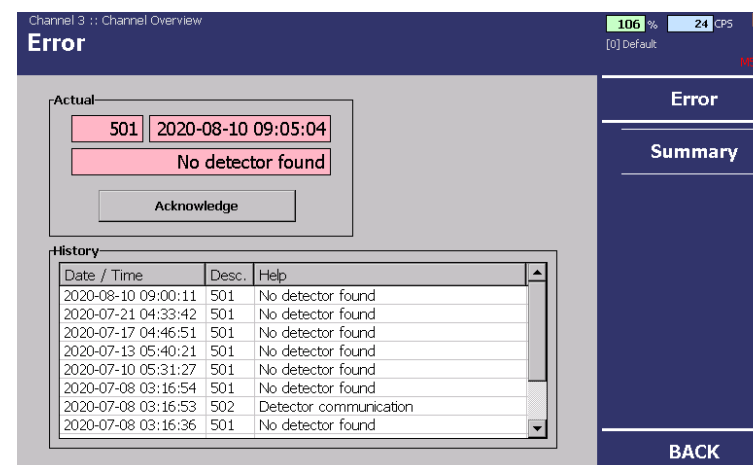 Channel 3 :: Channel Overview
Error
106 % 24 CPS
[0] Default
Actual
501 2020-08-10 09:05:04
No detector found
Acknowledge
History
Date / Time Desc. Help
2020-08-10 09:00:11 501 No detector found
2020-07-21 04:33:42 501 No detector found
2020-07-17 04:46:51 501 No detector found
2020-07-13 05:40:21 501 No detector found
2020-07-10 05:31:27 501 No detector found
2020-07-08 03:16:54 501 No detector found
2020-07-08 03:16:53 502 Detector communication
2020-07-08 03:16:36 501 No detector found
Error
Summary
BACK